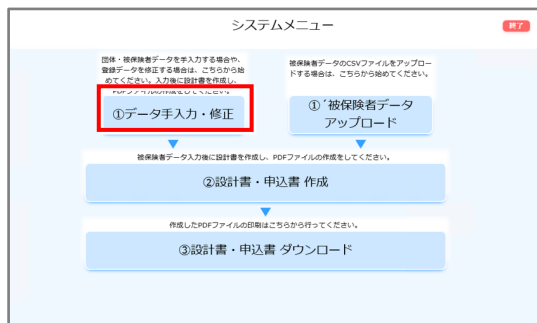 システムメニュー
終了
団体・被保険者データを手入力する場合や、
登録データを修正する場合は、こちらから始
めてください。入力後に設計書を作成し、
PDFファイルの作成をしてください。
①データ手入力・修正
被保険者データのCSVファイルをアップロー
ドする場合は、こちらから始めてください。
①´被保険者データ
アップロード
被保険者データ入力後に設計書を作成し、PDFファイルの作成をしてください。
②設計書・申込書 作成
作成したPDFファイルの印刷はこちらから行ってください。
③設計書・申込書 ダウンロード